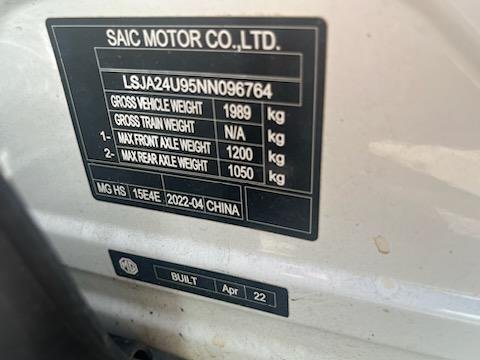 SAIC MOTOR CO.,LTD.
LSJA24U95NN096764
GROSS VEHICLE WEIGHT 1989 kg
GROSS TRAIN WEIGHT N/A kg
1- MAX FRONT AXLE WEIGHT 1200 kg
2- MAX REAR AXLE WEIGHT 1050 kg
MG HS 15E4E 2022-04 CHINA
MG BUILT Apr 22